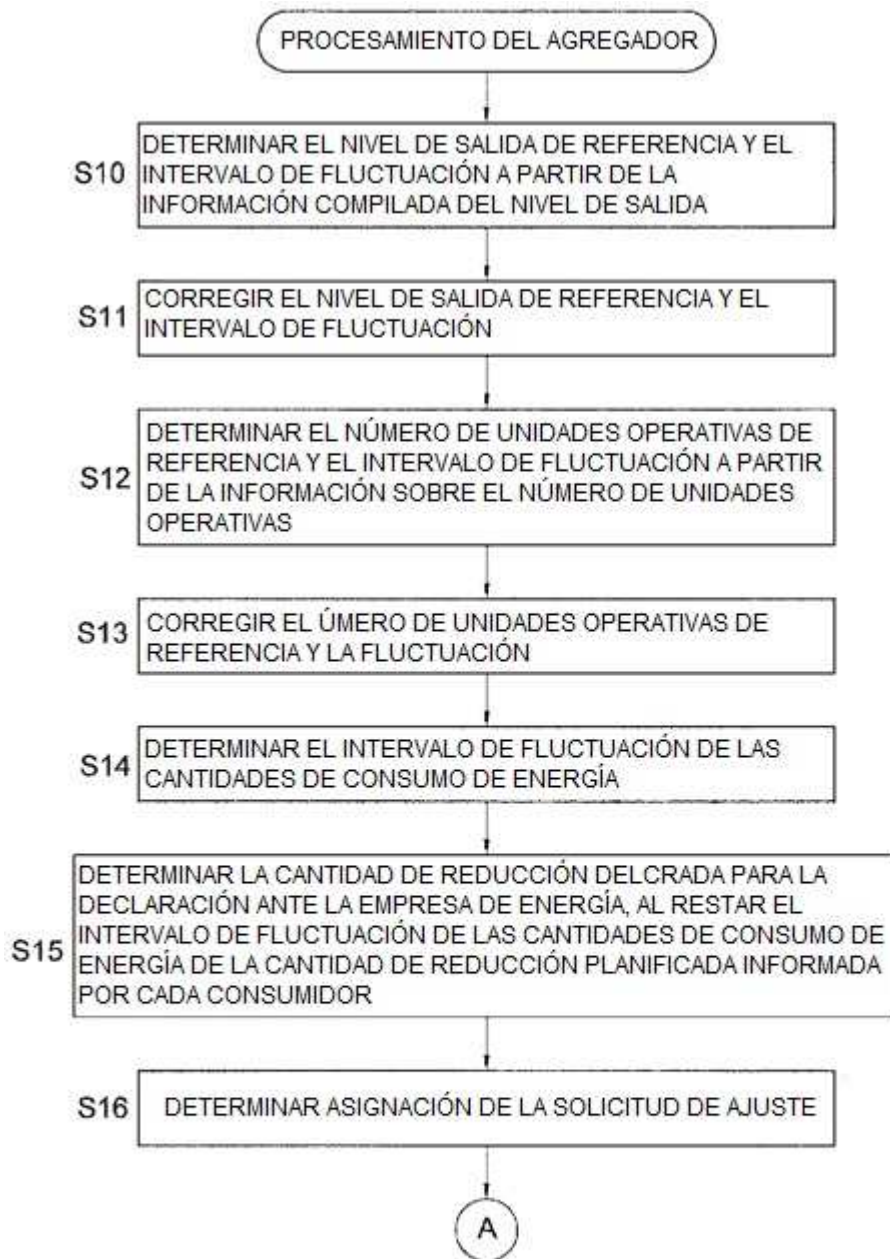 PROCESAMIENTO DEL AGREGADOR
S10
DETERMINAR EL NIVEL DE SALIDA DE REFERENCIA Y EL
INTERVALO DE FLUCTUACIÓN A PARTIR DE LA
INFORMACIÓN COMPILADA DEL NIVEL DE SALIDA
S11
CORREGIR EL NIVEL DE SALIDA DE REFERENCIA Y EL
INTERVALO DE FLUCTUACIÓN
S12
DETERMINAR EL NÚMERO DE UNIDADES OPERATIVAS DE
REFERENCIA Y EL INTERVALO DE FLUCTUACIÓN A PARTIR
DE LA INFORMACIÓN SOBRE EL NÚMERO DE UNIDADES
OPERATIVAS
S13
CORREGIR EL ÚMERO DE UNIDADES OPERATIVAS DE
REFERENCIA Y LA FLUCTUACIÓN
S14
DETERMINAR EL INTERVALO DE FLUCTUACIÓN DE LAS
CANTIDADES DE CONSUMO DE ENERGÍA
S15
DETERMINAR LA CANTIDAD DE REDUCCIÓN DELCRADA PARA LA
DECLARACIÓN ANTE LA EMPRESA DE ENERGÍA, AL RESTAR EL
INTERVALO DE FLUCTUACIÓN DE LAS CANTIDADES DE CONSUMO DE
ENERGÍA DE LA CANTIDAD DE REDUCCIÓN PLANIFICADA INFORMADA
POR CADA CONSUMIDOR
S16
DETERMINAR ASIGNACIÓN DE LA SOLICITUD DE AJUSTE
A